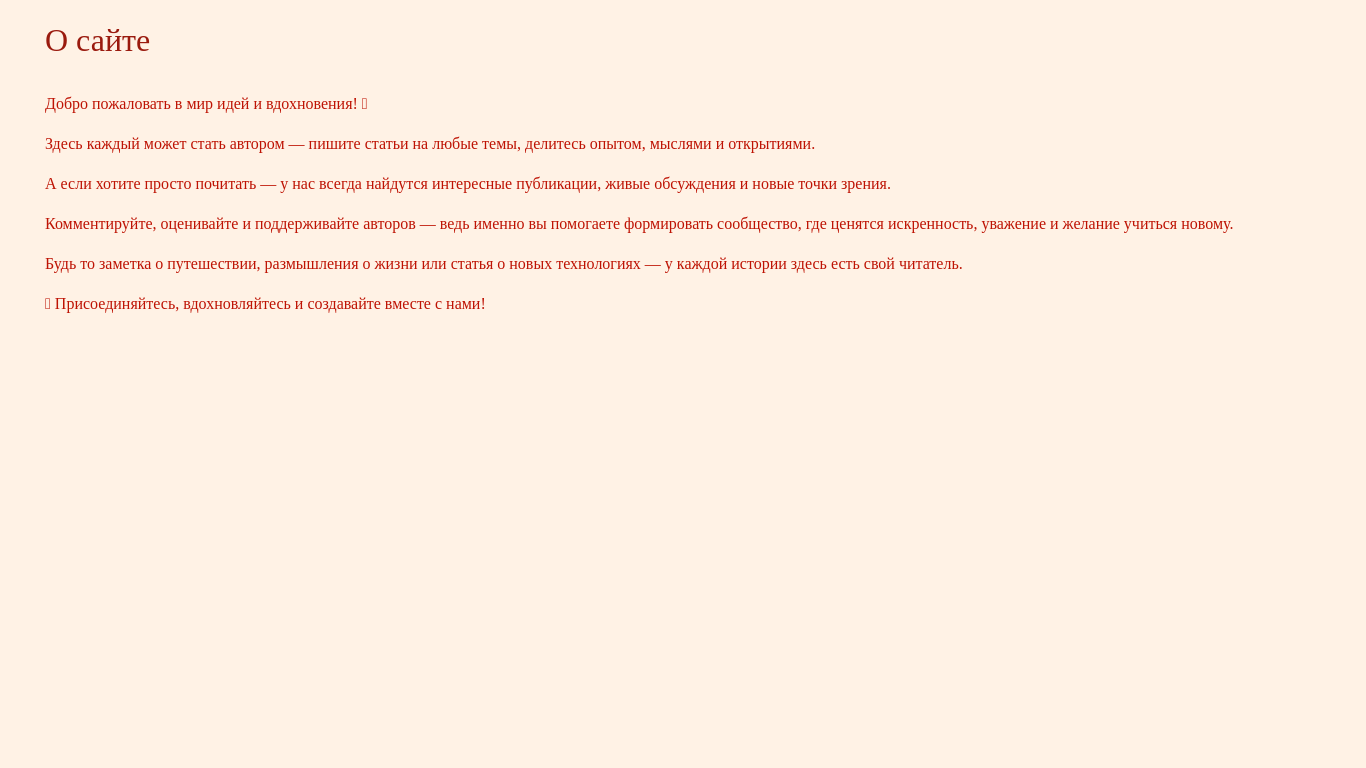 О сайте
Добро пожаловать в мир идей и вдохновения!
Здесь каждый может стать автором — пишите статьи на любые темы, делитесь опытом, мыслями и открытиями.
А если хотите просто почитать — у нас всегда найдутся интересные публикации, живые обсуждения и новые точки зрения.
Комментируйте, оценивайте и поддерживайте авторов — ведь именно вы помогаете формировать сообщество, где ценятся искренность, уважение и желание учиться новому.
Будь то заметка о путешествии, размышления о жизни или статья о новых технологиях — у каждой истории здесь есть свой читатель.
Присоединяйтесь, вдохновляйтесь и создавайте вместе с нами!